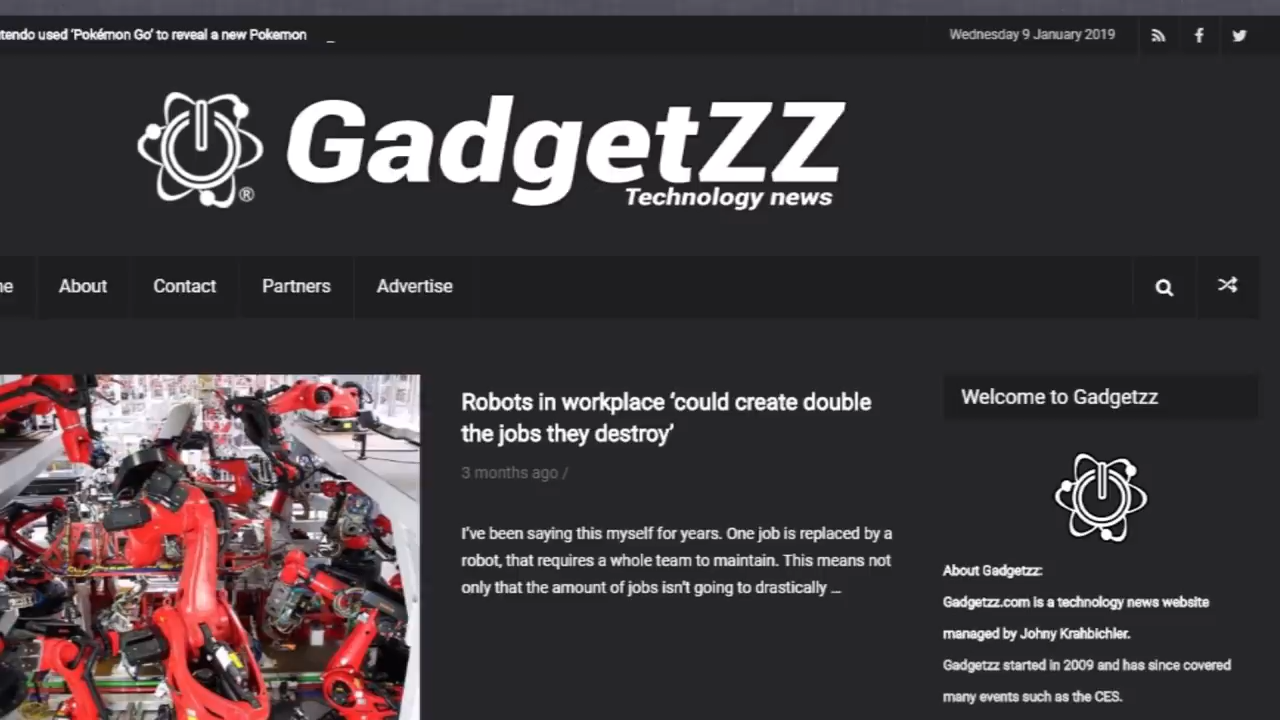 tendo used ‘Pokémon Go’ to reveal a new Pokemon _
Wednesday 9 January 2019
GadgetZZ
®
Technology news
About
Contact
Partners
Advertise
Robots in workplace ‘could create double
the jobs they destroy’
3 months ago /
I’ve been saying this myself for years. One job is replaced by a
robot, that requires a whole team to maintain. This means not
only that the amount of jobs isn’t going to drastically ...
Welcome to Gadgetzz
About Gadgetzz:
Gadgetzz.com is a technology news website
managed by Johny Krahbichler.
Gadgetzz started in 2009 and has since covered
many events such as the CES.